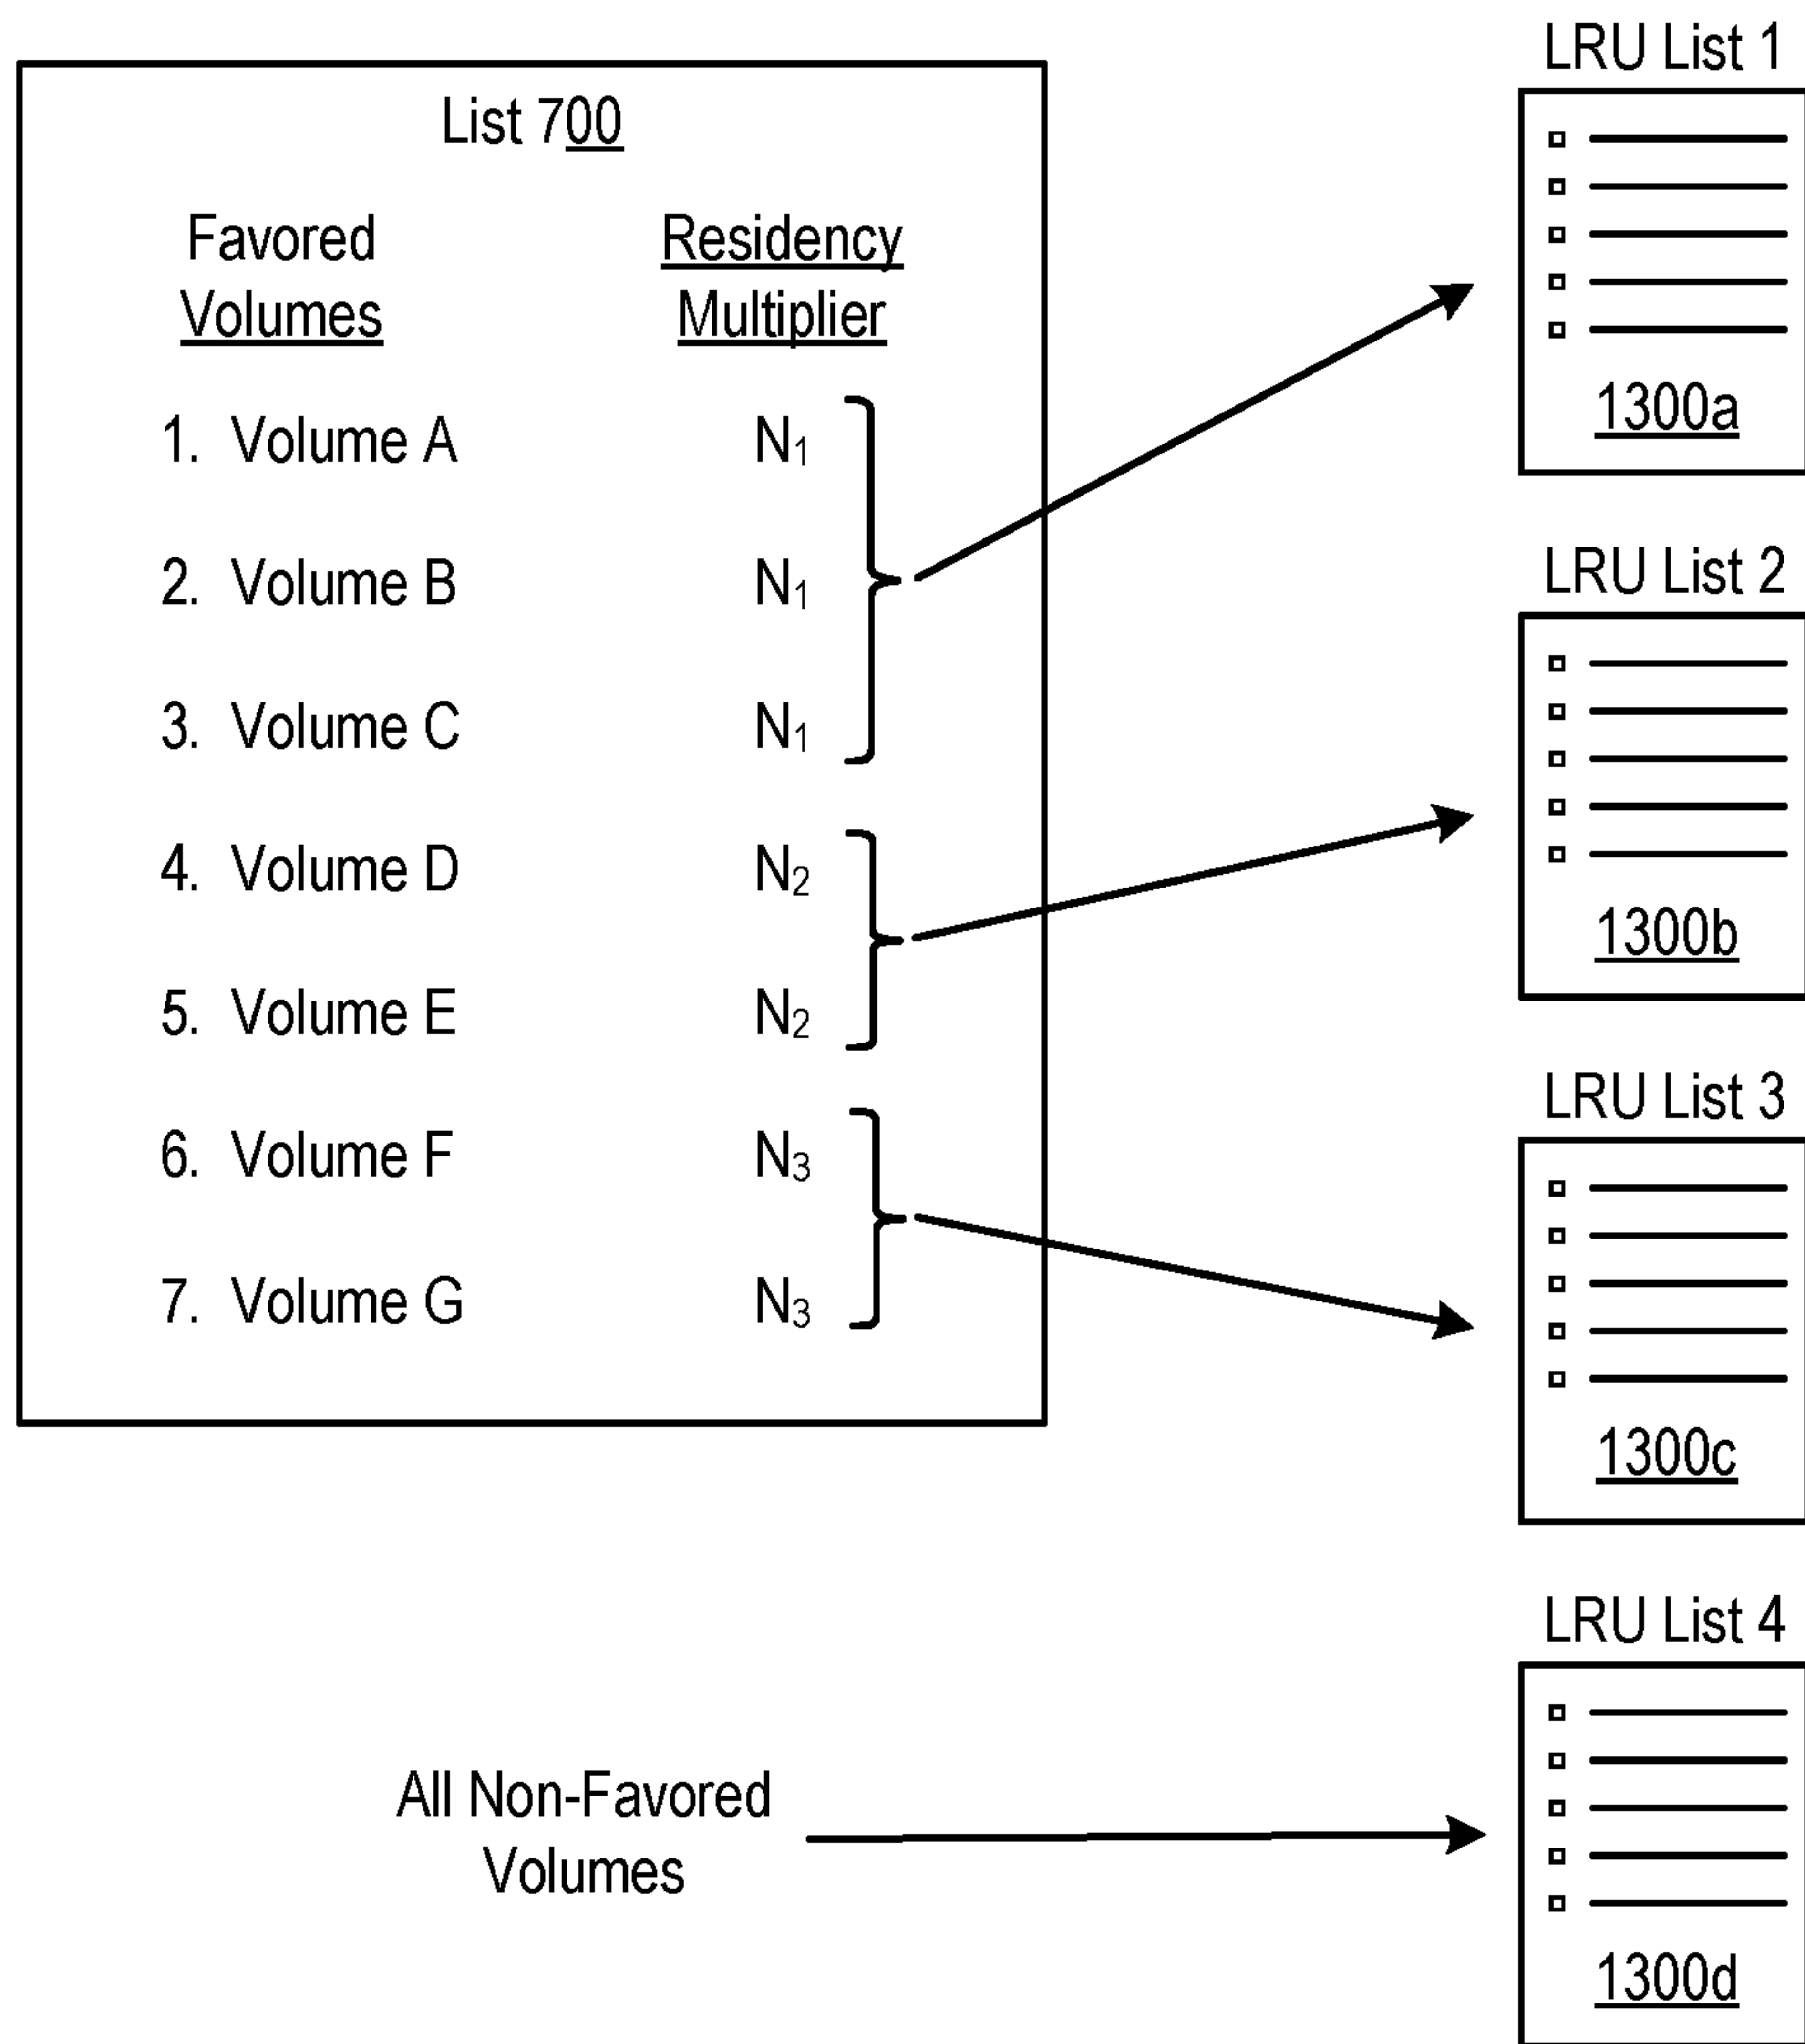 List 700
Favored
Volumes
Residency
Multiplier
1. Volume A N₁
2. Volume B N₁
3. Volume C N₁
4. Volume D N₂
5. Volume E N₂
6. Volume F N₃
7. Volume G N₃
All Non-Favored
Volumes
LRU List 1
1300a
LRU List 2
1300b
LRU List 3
1300c
LRU List 4
1300d